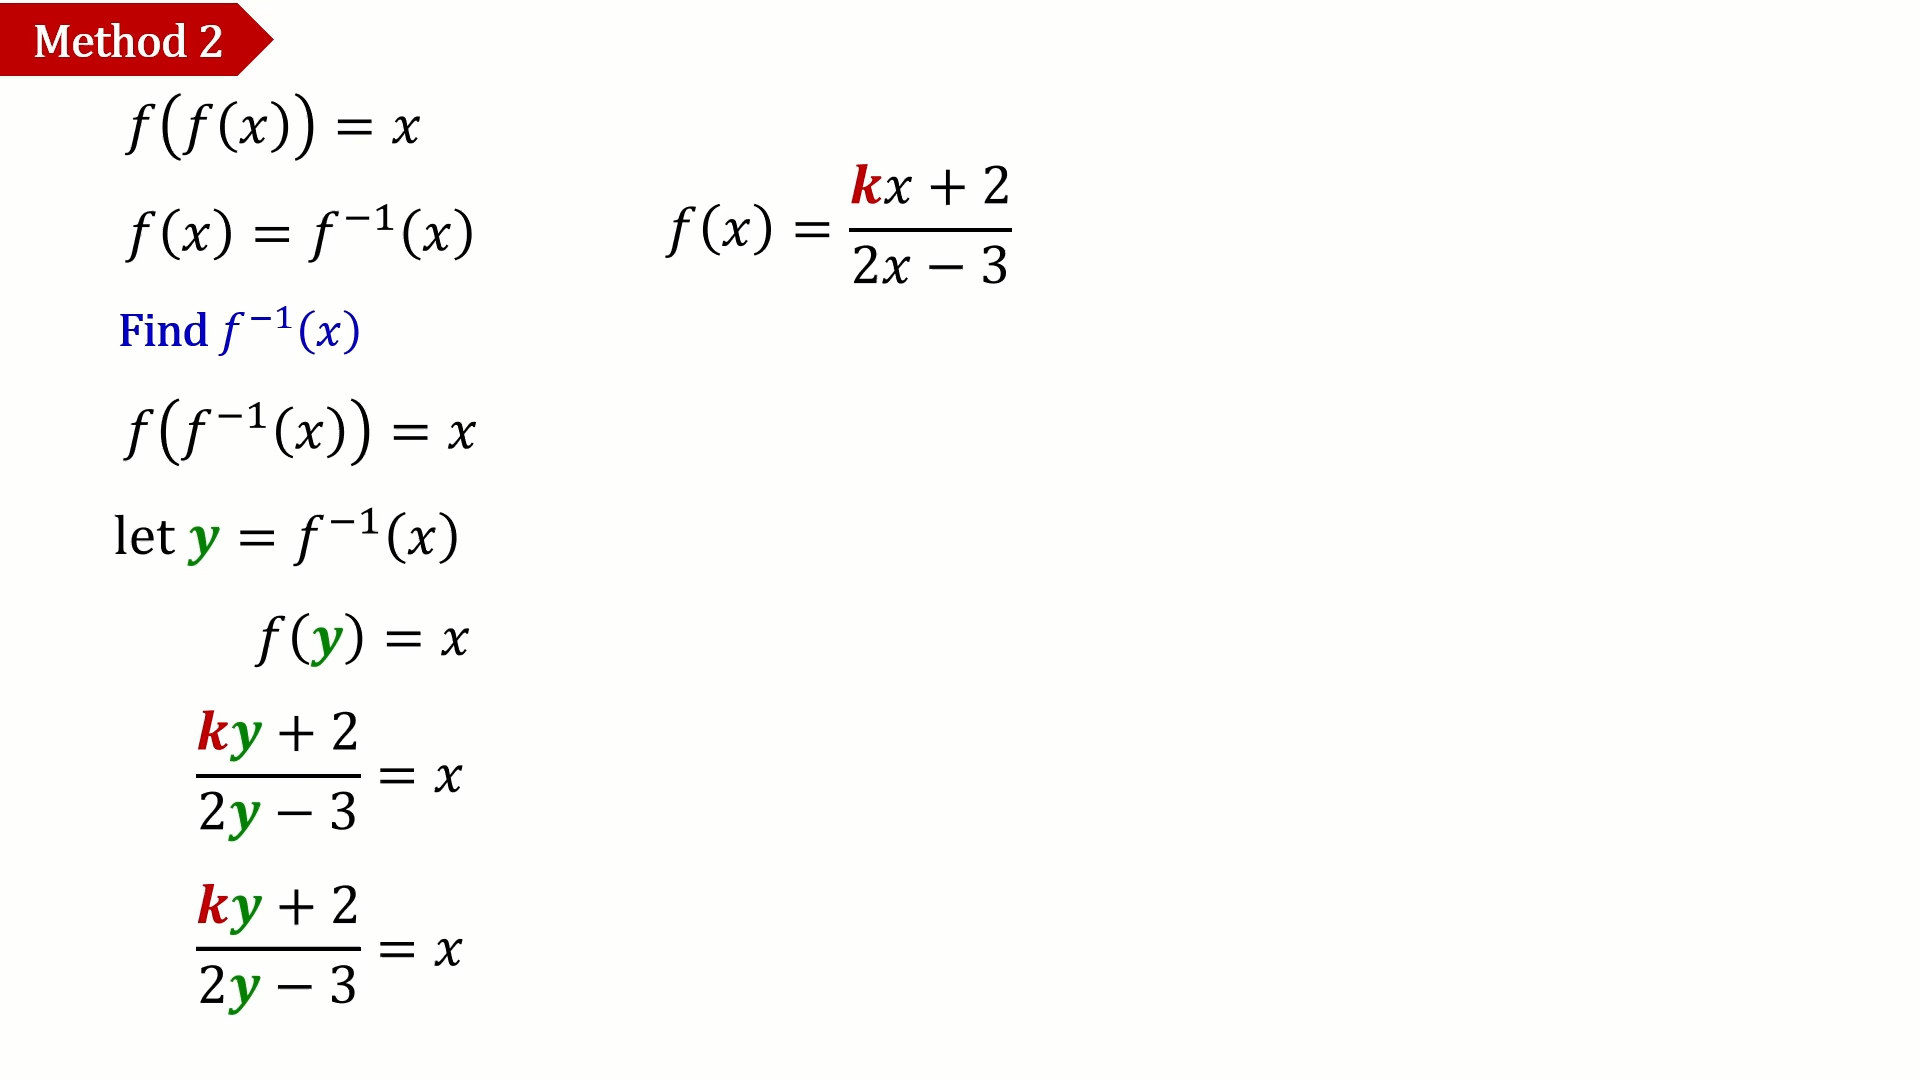 Method 2
f(f(x)) = x
f(x) = f⁻¹(x)
f(x) = (kx + 2)/(2x − 3)
Find f⁻¹(x)
f(f⁻¹(x)) = x
let y = f⁻¹(x)
f(y) = x
(ky + 2)/(2y − 3) = x
(ky + 2)/(2y − 3) = x